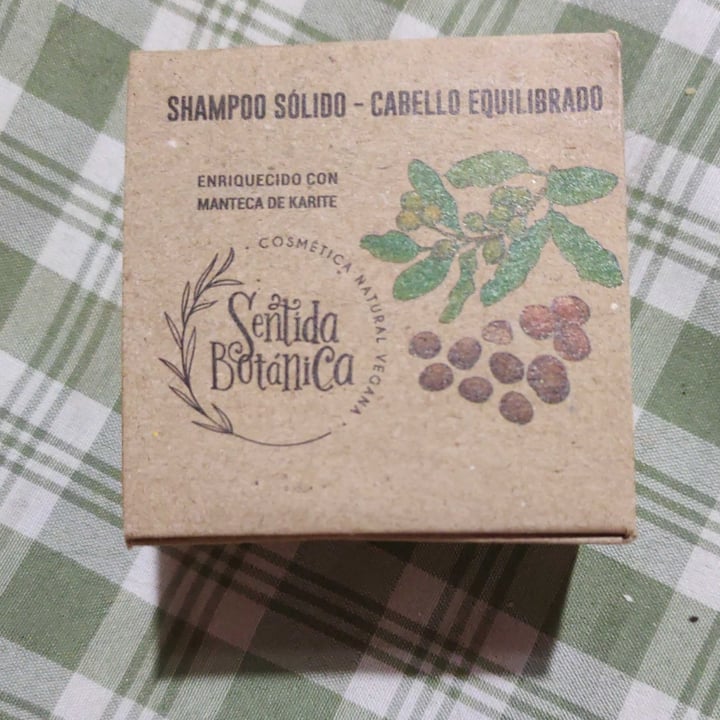 SHAMPOO SÓLIDO - CABELLO EQUILIBRADO
ENRIQUECIDO CON
MANTECA DE KARITE
· COSMÉTICA NATURAL VEGANA ·
Sentida
Botánica